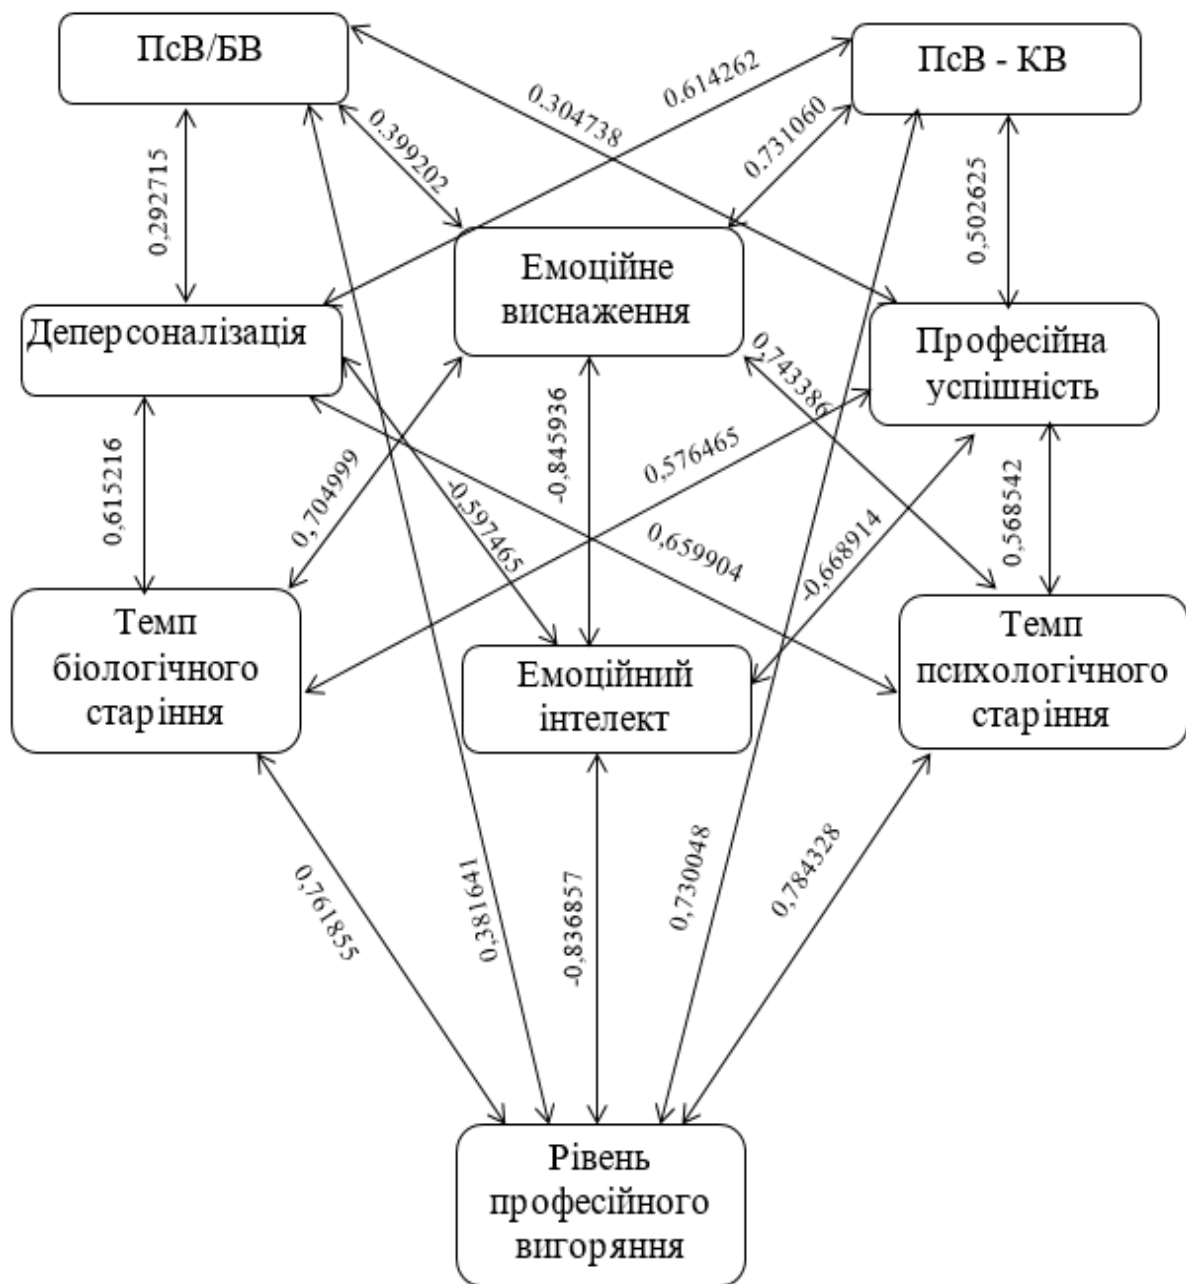 ПсВ/БВ
ПсВ - КВ
0.614262
0.304738
0.399202
0.731060
0,292715
0,502625
Емоційне
виснаження
Деперсоналізація
Професійна
успішність
0,743386
-0,845936
0,576465
0,615216
0,704999
-0,597465
0,659904
-0,668914
0,568542
Темп
біологічного
старіння
Емоційний
інтелект
Темп
психологічного
старіння
0,761855
0,381641
-0,836857
0,730048
0,784328
Рівень
професійного
вигоряння